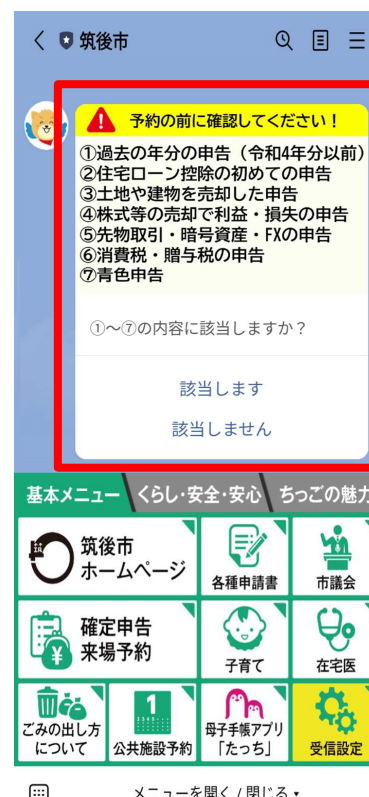 筑後市
予約の前に確認してください！
①過去の年分の申告（令和4年分以前）
②住宅ローン控除の初めての申告
③土地や建物を売却した申告
④株式等の売却で利益・損失の申告
⑤先物取引・暗号資産・FXの申告
⑥消費税・贈与税の申告
⑦青色申告
①～⑦の内容に該当しますか？
該当します
該当しません
基本メニュー くらし・安全・安心 ちっごの魅力
筑後市
ホームページ
各種申請書
市議会
確定申告
来場予約
子育て
在宅医
ごみの出し方
について
1
公共施設予約
母子手帳アプリ
「たっち」
受信設定
メニューを開く / 閉じる